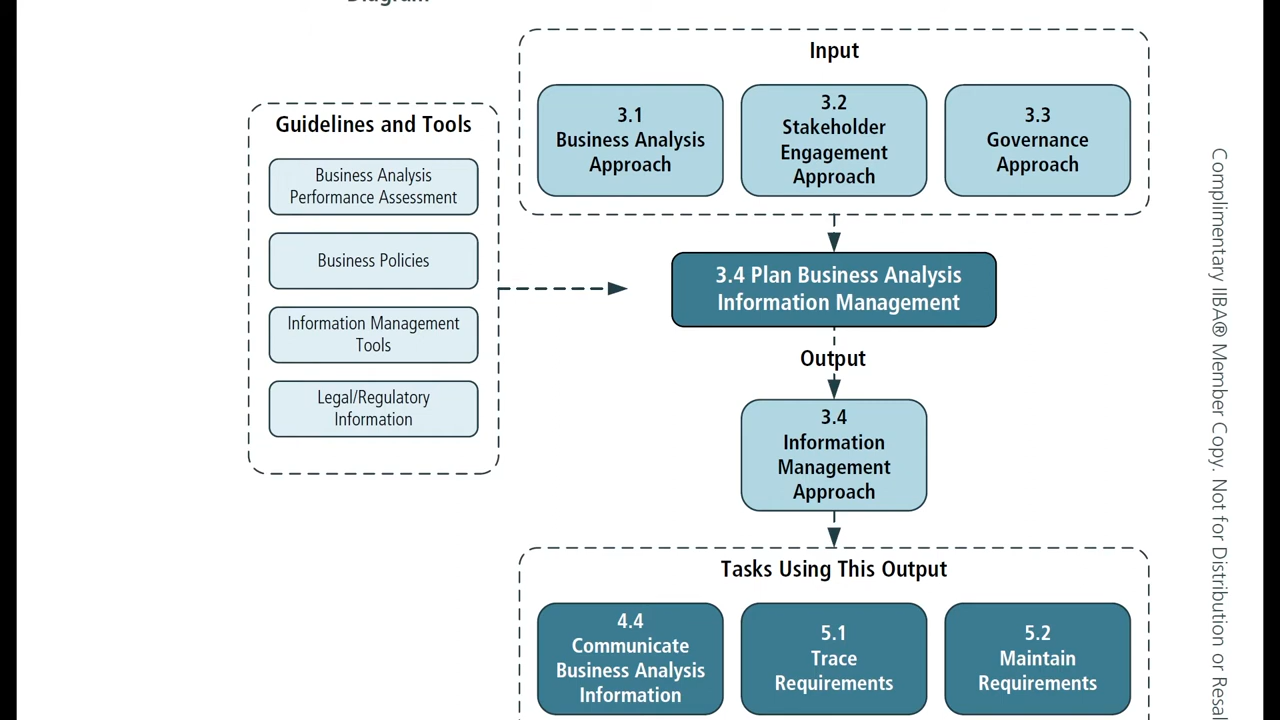 Diagram
Input
3.1
Business Analysis
Approach
3.2
Stakeholder
Engagement
Approach
3.3
Governance
Approach
Guidelines and Tools
Business Analysis
Performance Assessment
Business Policies
Information Management
Tools
Legal/Regulatory
Information
3.4 Plan Business Analysis
Information Management
Output
3.4
Information
Management
Approach
Tasks Using This Output
4.4
Communicate
Business Analysis
Information
5.1
Trace
Requirements
5.2
Maintain
Requirements
Complimentary IIBA® Member Copy. Not for Distribution or Resal